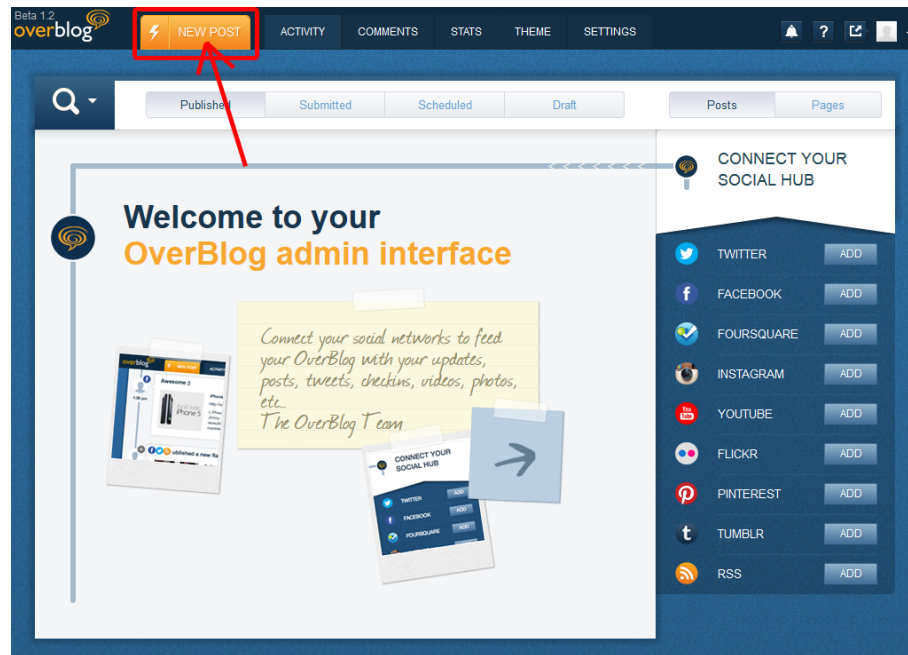 Beta 1.2
overblog
NEW POST
ACTIVITY
COMMENTS
STATS
THEME
SETTINGS
?
Published
Submitted
Scheduled
Draft
Posts
Pages
CONNECT YOUR
SOCIAL HUB
Welcome to your
OverBlog admin interface
TWITTER ADD
FACEBOOK ADD
FOURSQUARE ADD
INSTAGRAM ADD
YOUTUBE ADD
FLICKR ADD
PINTEREST ADD
TUMBLR ADD
RSS ADD
Connect your social networks to feed
your OverBlog with your updates,
posts, tweets, checkins, videos, photos,
etc...
The OverBlog Team
overblog
NEW POST
Awesome :)
iPhone 5
ublished a new
CONNECT YOUR
SOCIAL HUB
TWITTER ADD
FACEBOOK ADD
FOURSQUARE ADD